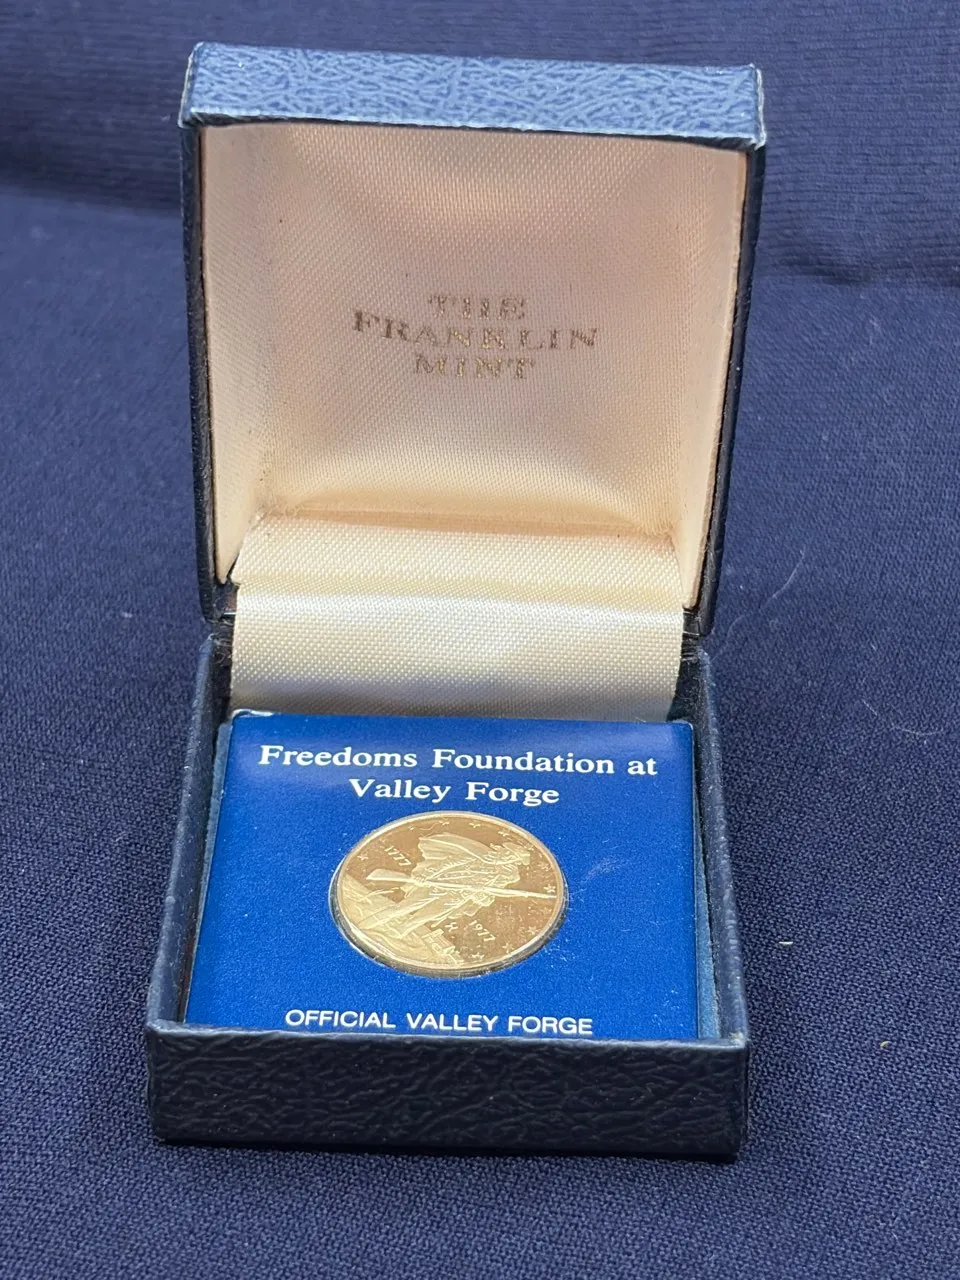 THE
FRANKLIN
MINT
Freedoms Foundation at
Valley Forge
1777
1977
OFFICIAL VALLEY FORGE